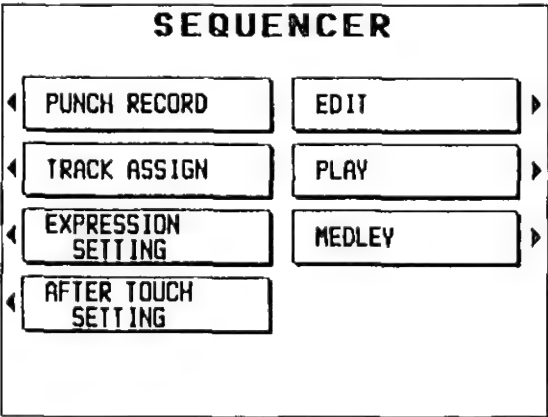 SEQUENCER
PUNCH RECORD
EDIT
TRACK ASSIGN
PLAY
EXPRESSION
SETTING
MEDLEY
AFTER TOUCH
SETTING